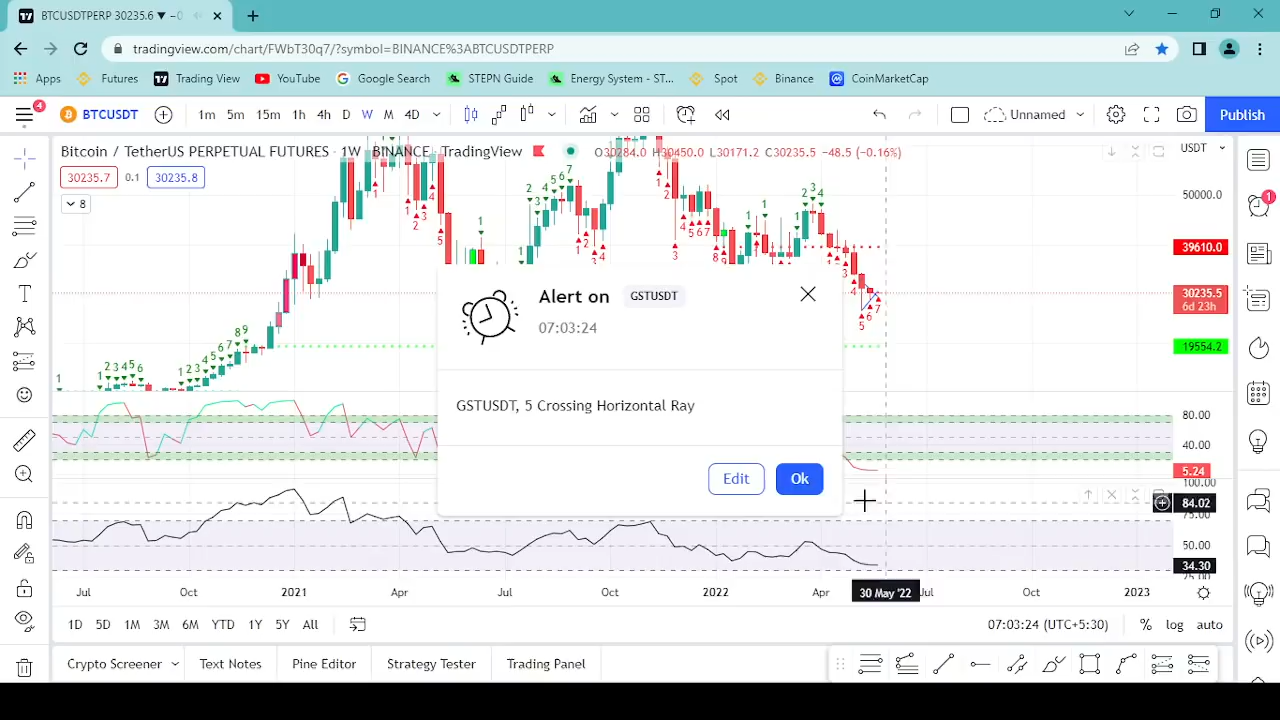 BTCUSDTPERP 30235.6 ▼ −0
tradingview.com/chart/FWbT30q7/?symbol=BINANCE%3ABTCUSDTPERP
Apps Futures Trading View YouTube Google Search STEPN Guide Energy System - ST... Spot Binance CoinMarketCap
4 BTCUSDT 1m 5m 15m 1h 4h D W M 4D Unnamed Publish
Bitcoin / TetherUS PERPETUAL FUTURES · 1W · BINANCE · TradingView O30284.0 H30450.0 L30171.2 C30235.5 −48.5 (−0.16%) USDT
30235.7 0.1 30235.8
8
50000.0
1
39610.0
30235.5
6d 23h
19554.2
Alert on GSTUSDT
07:03:24
GSTUSDT, 5 Crossing Horizontal Ray
Edit Ok
80.00
40.00
5.24
100.00
84.02
75.00
50.00
34.30
25.00
Jul Oct 2021 Apr Jul Oct 2022 Apr 30 May '22 Jul Oct 2023
1D 5D 1M 3M 6M YTD 1Y 5Y All 07:03:24 (UTC+5:30) % log auto
Crypto Screener Text Notes Pine Editor Strategy Tester Trading Panel